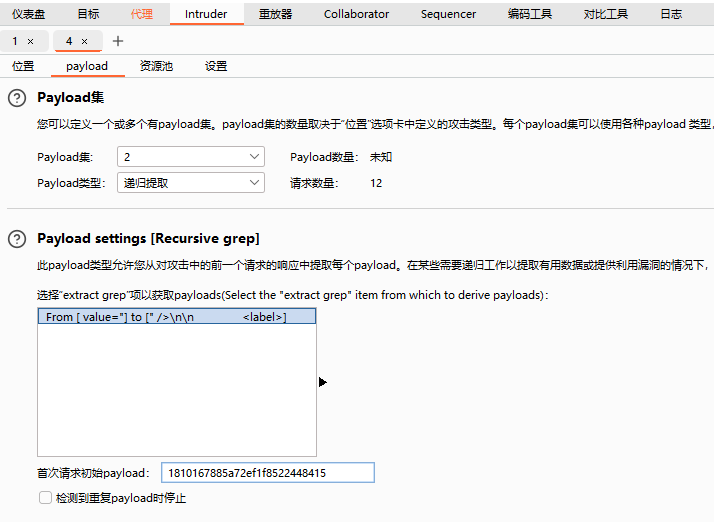 仪表盘 目标 代理 Intruder 重放器 Collaborator Sequencer 编码工具 对比工具 日志
1 × 4 × +
位置 payload 资源池 设置
? Payload集
您可以定义一个或多个有payload集。payload集的数量取决于“位置”选项卡中定义的攻击类型。每个payload集可以使用各种payload 类型，
Payload集: 2 Payload数量: 未知
Payload类型: 递归提取 请求数量: 12
? Payload settings [Recursive grep]
此payload类型允许您从对攻击中的前一个请求的响应中提取每个payload。在某些需要递归工作以提取有用数据或提供利用漏洞的情况下，
选择“extract grep”项以获取payloads(Select the "extract grep" item from which to derive payloads):
From [ value="] to [" />\n\n <label>]
首次请求初始payload: 1810167885a72ef1f8522448415
检测到重复payload时停止